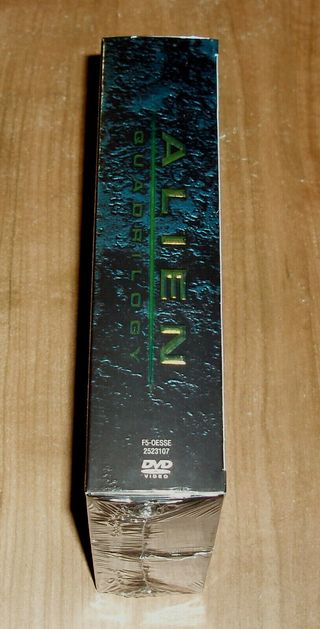 ALIEN
QUADRILOGY
F5-OESSE
2523107
DVD
VIDEO